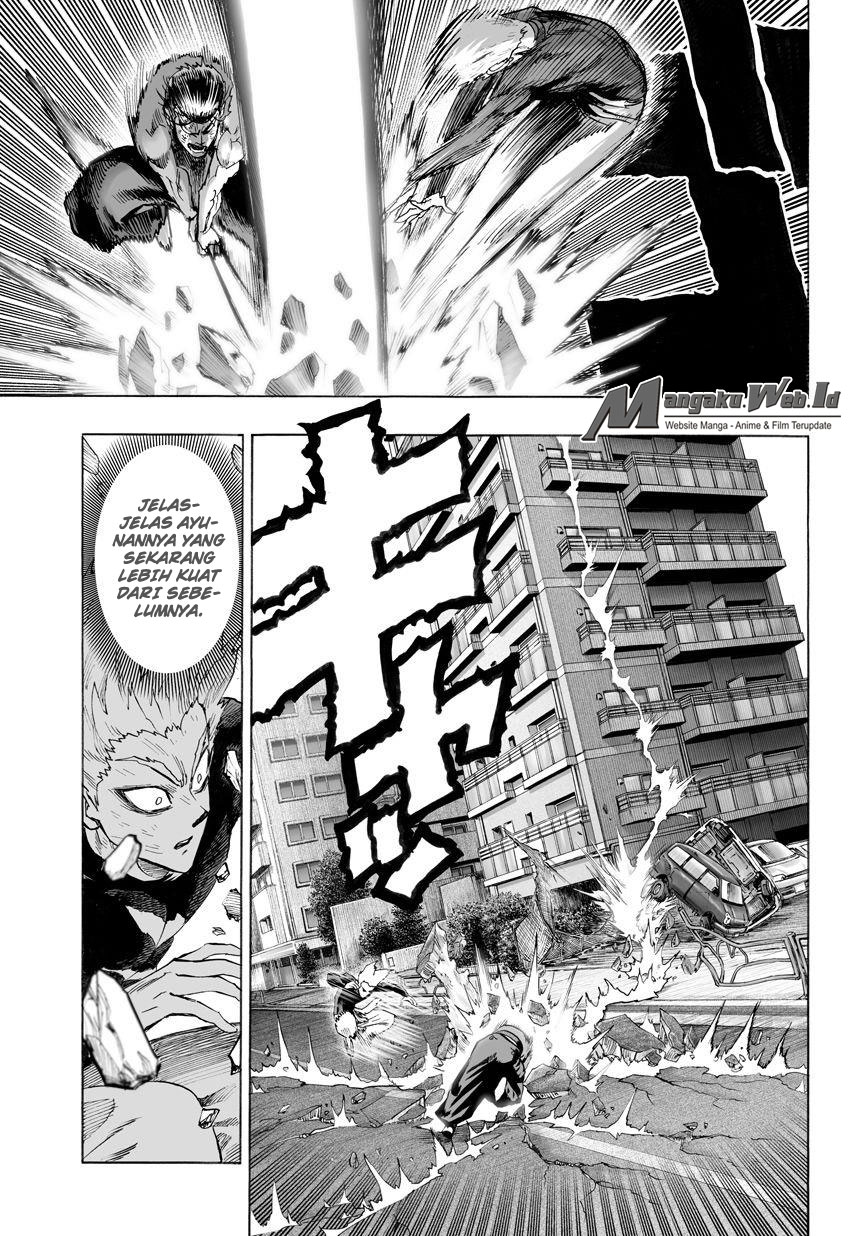 Mangaku.Web.Id
Website Manga - Anime & Film Terupdate
JELAS-
JELAS AYU-
NANNYA YANG
SEKARANG
LEBIH KUAT
DARI SEBE-
LUMNYA.